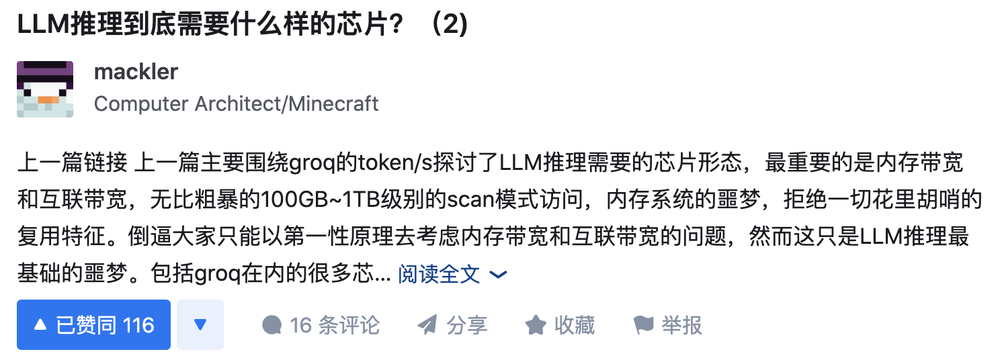 LLM推理到底需要什么样的芯片？（2)
mackler
Computer Architect/Minecraft
上一篇链接 上一篇主要围绕groq的token/s探讨了LLM推理需要的芯片形态，最重要的是内存带宽
和互联带宽，无比粗暴的100GB~1TB级别的scan模式访问，内存系统的噩梦，拒绝一切花里胡哨的
复用特征。倒逼大家只能以第一性原理去考虑内存带宽和互联带宽的问题，然而这只是LLM推理最
基础的噩梦。包括groq在内的很多芯... 阅读全文
已赞同 116 16 条评论 分享 收藏 举报